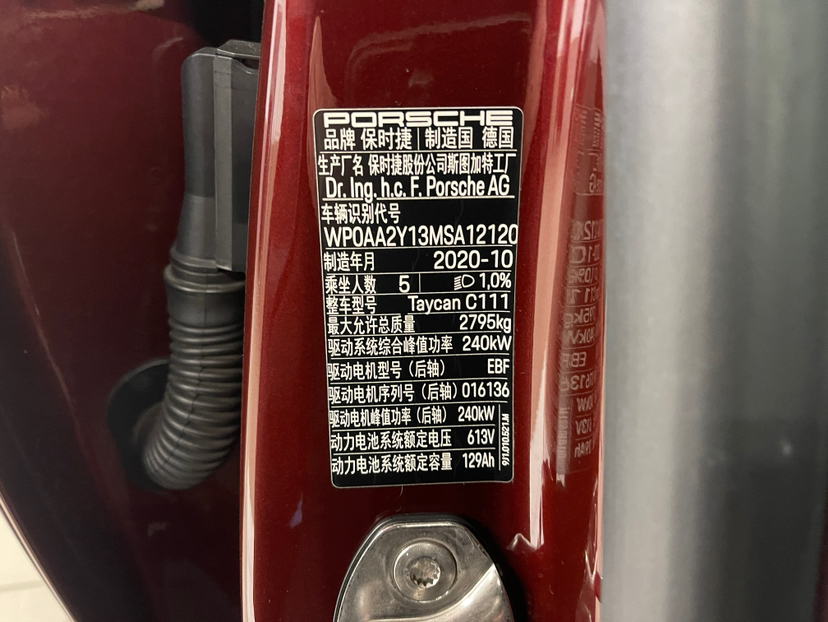 PORSCHE
品牌 保时捷 制造国 德国
生产厂名 保时捷股份公司斯图加特工厂
Dr. Ing. h.c. F. Porsche AG
车辆识别代号
WP0AA2Y13MSA12120
制造年月 2020-10
乘坐人数 5 1,0%
整车型号 Taycan C111
最大允许总质量 2795kg
驱动系统综合峰值功率 240kW
驱动电机型号（后轴） EBF
驱动电机序列号（后轴） 016136
驱动电机峰值功率（后轴） 240kW
动力电池系统额定电压 613V
动力电池系统额定容量 129Ah
9J1.010.521.M